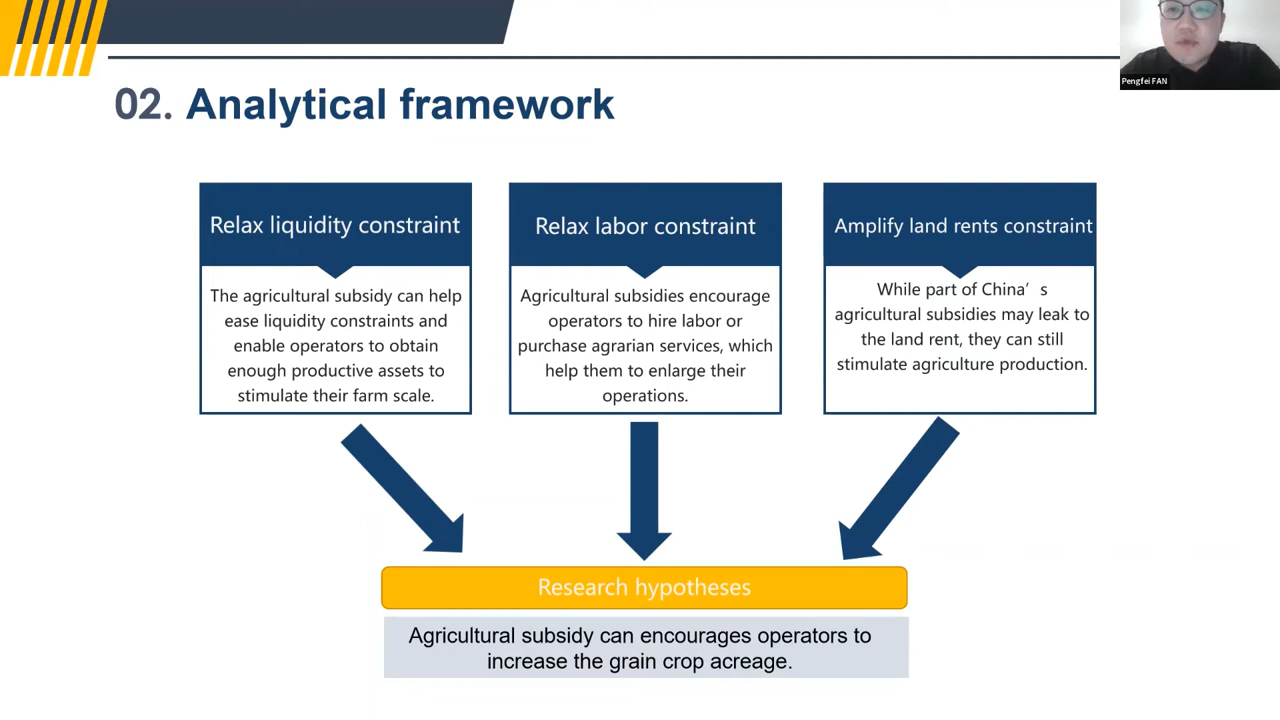 Pengfei FAN
02. Analytical framework
Relax liquidity constraint
The agricultural subsidy can help
ease liquidity constraints and
enable operators to obtain
enough productive assets to
stimulate their farm scale.
Relax labor constraint
Agricultural subsidies encourage
operators to hire labor or
purchase agrarian services, which
help them to enlarge their
operations.
Amplify land rents constraint
While part of China’s
agricultural subsidies may leak to
the land rent, they can still
stimulate agriculture production.
Research hypotheses
Agricultural subsidy can encourages operators to
increase the grain crop acreage.